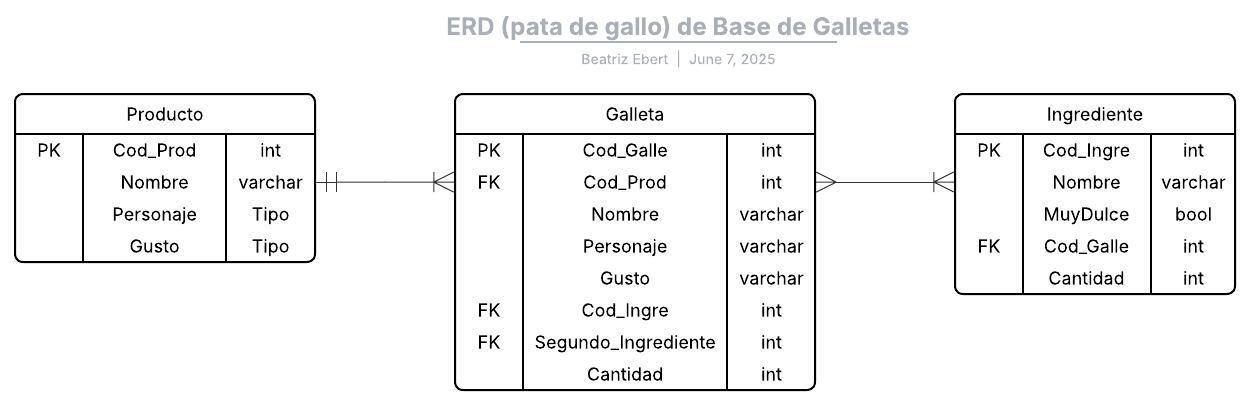 ERD (pata de gallo) de Base de Galletas
Beatriz Ebert | June 7, 2025
Producto
PK Cod_Prod int
Nombre varchar
Personaje Tipo
Gusto Tipo
Galleta
PK Cod_Galle int
FK Cod_Prod int
Nombre varchar
Personaje varchar
Gusto varchar
FK Cod_Ingre int
FK Segundo_Ingrediente int
Cantidad int
Ingrediente
PK Cod_Ingre int
Nombre varchar
MuyDulce bool
FK Cod_Galle int
Cantidad int